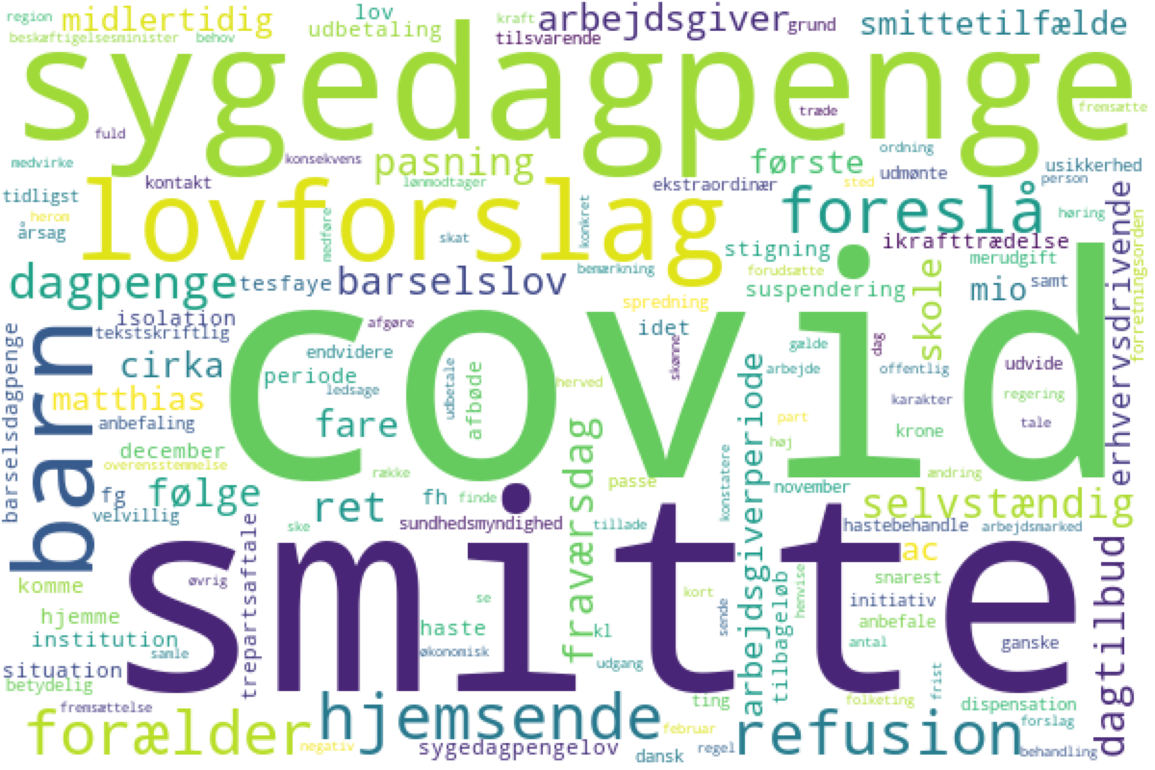 region
midlertidig
lov
arbejdsgiver
kraft
grund
smittetilfælde
beskæftigelsesminister
behov
udbetaling
tilsvarende
sygedagpenge
træde
fremsætte
fuld
medvirke
konsekvens
pasning
første
ordning
usikkerhed
tidligst
kontakt
lønmodtager
ekstraordinær
sted
udmønte
person
herom
årsag
lovforslag
medføre
skat
konkret
foreslå
høring
stigning
ikrafttrædelse
erhvervsdrivende
dagpenge
tesfaye
barselslov
bemærkning
forudsætte
merudgift
suspendering
mio
samt
forretningsorden
isolation
afgøre
spredning
idet
skole
tekstskriftlig
barn
barselsdagpenge
covid
cirka
endvidere
periode
ledsage
udbetale
afbøde
herved
skønne
gælde
dag
arbejde
offentlig
udvide
matthias
anbefaling
fare
arbejdsgiverperiode
part
karakter
regering
tale
krone
høj
december
overensstemmelse
række
fraværsdag
passe
konstatere
ændring
fg
følge
ret
fh
finde
november
selvstændig
velvillig
ske
sundhedsmyndighed
tillade
hastebehandle
arbejdsmarked
smitte
ac
dagtilbud
komme
øvrig
trepartsaftale
se
kort
tilbageløb
henvise
snarest
initiativ
anbefale
hjemme
haste
kl
sende
antal
ganske
institution
samle
økonomisk
situation
udgang
betydelig
frist
fremsættelse
hjemsende
ting
folketing
dispensation
forælder
negativ
februar
refusion
forslag
sygedagpengelov
dansk
regel
behandling